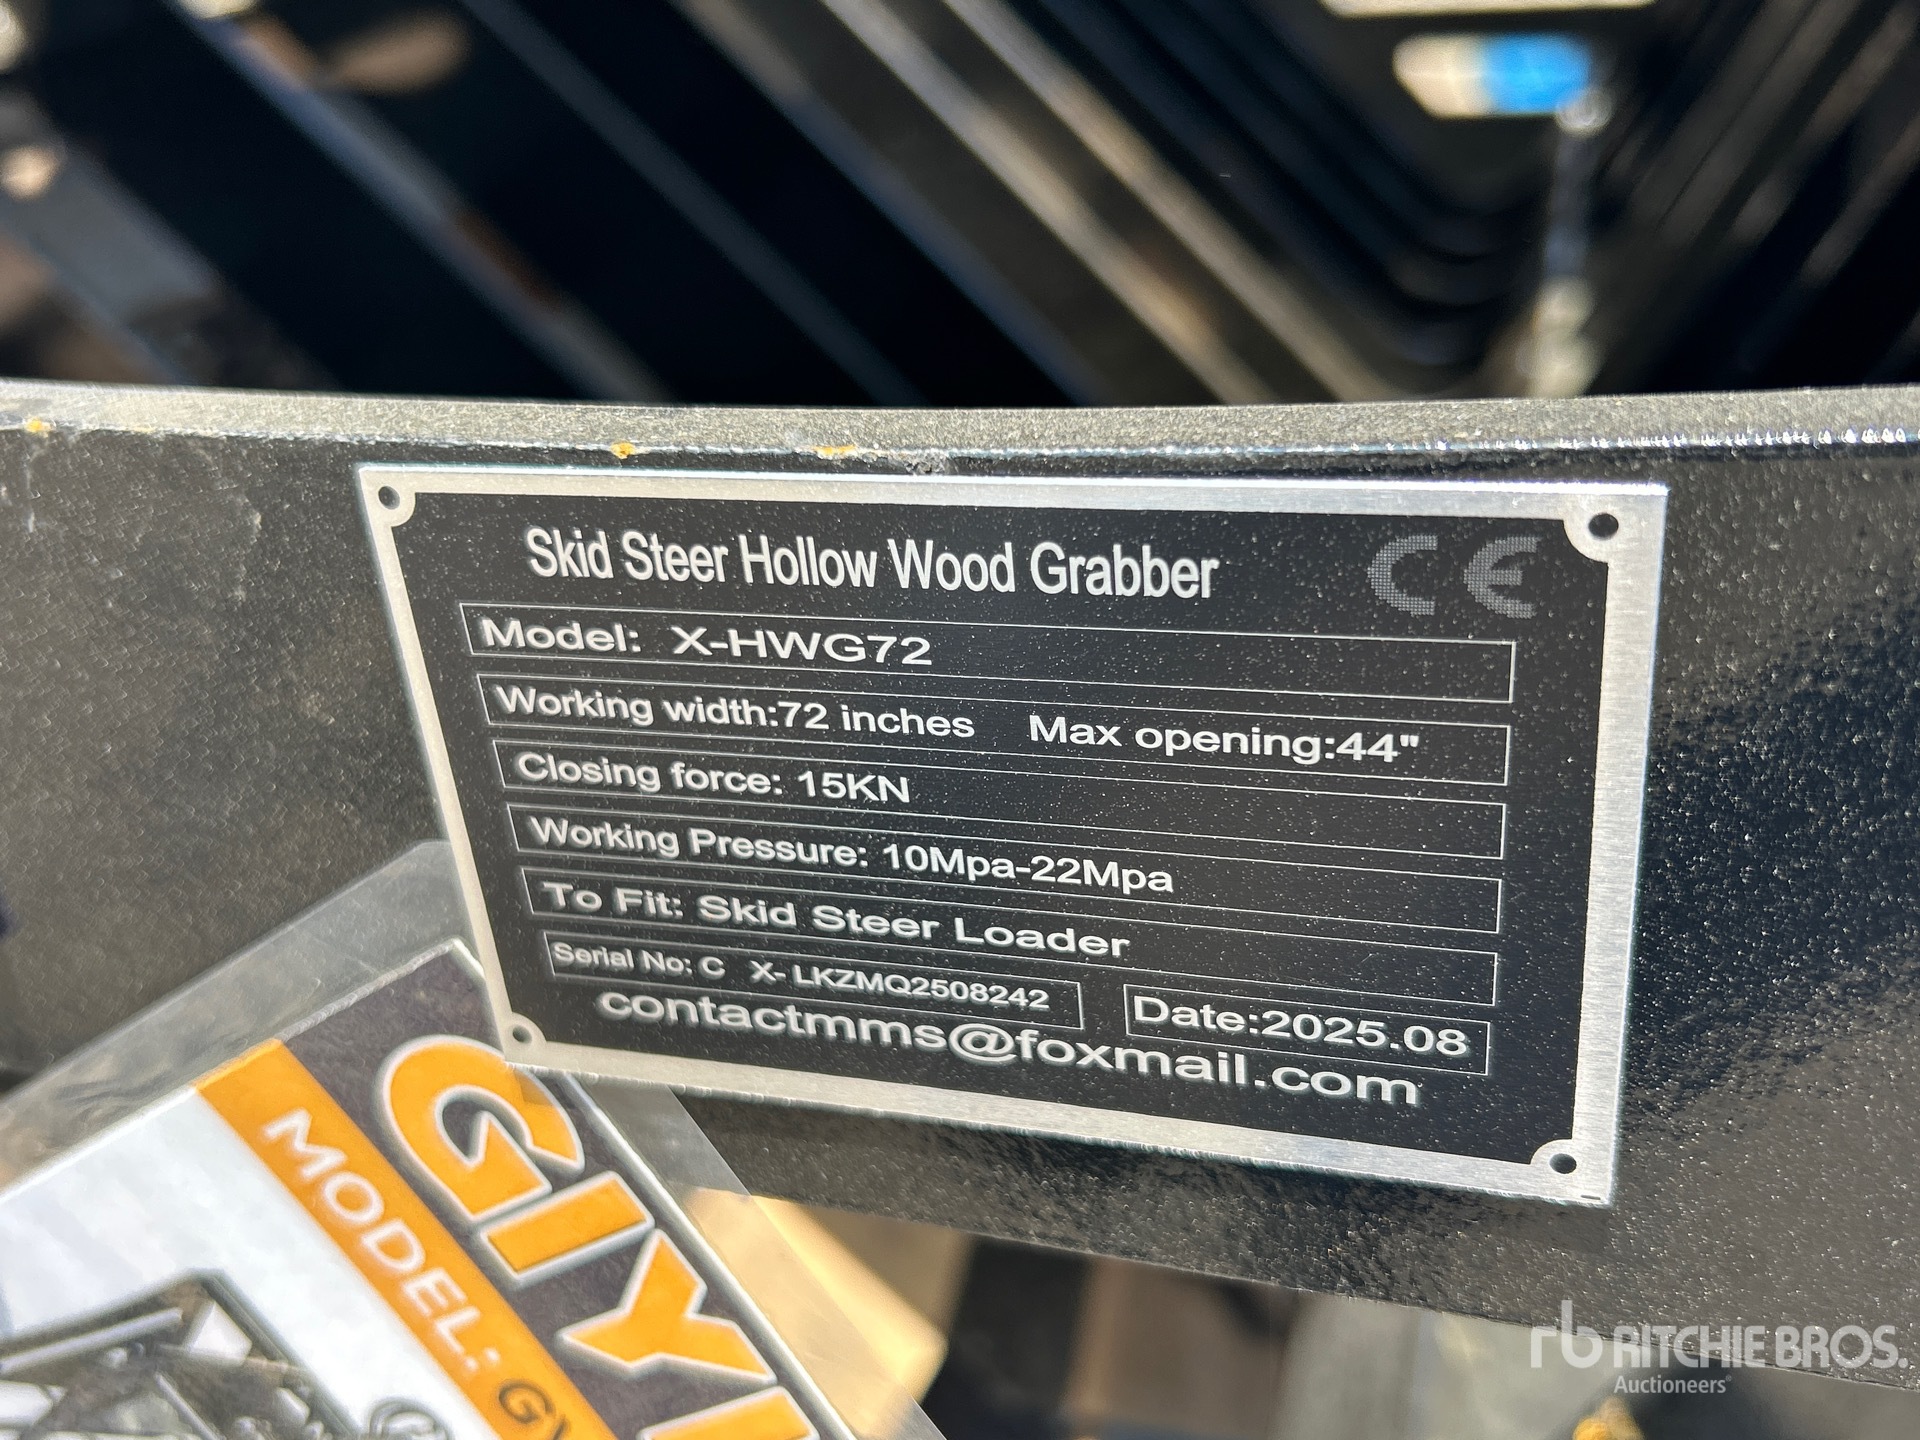 Skid Steer Hollow Wood Grabber
CE
Model: X-HWG72
Working width:72 inches Max opening:44"
Closing force: 15KN
Working Pressure: 10Mpa-22Mpa
To Fit: Skid Steer Loader
Serial No: C X- LKZMQ2508242
Date:2025.08
contactmms@foxmail.com
GIY
MODEL: GY
rb RITCHIE BROS.
Auctioneers